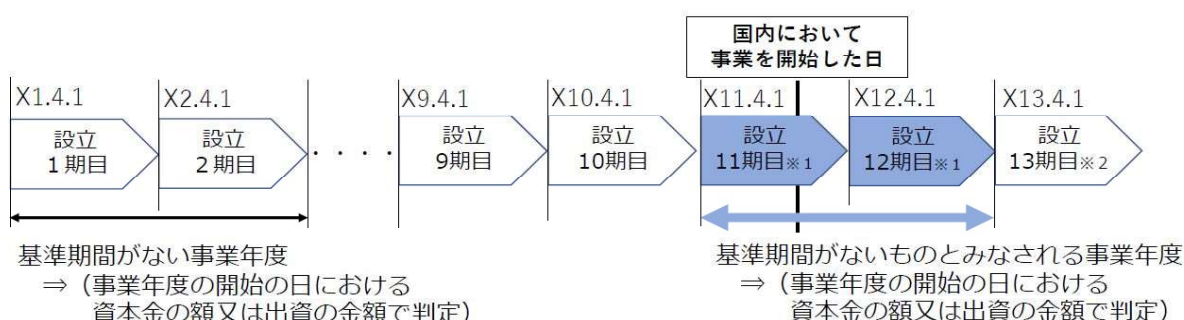 国内において
事業を開始した日
X1.4.1
X2.4.1
X9.4.1
X10.4.1
X11.4.1
X12.4.1
X13.4.1
設立
1期目
設立
2期目
・・・・
設立
9期目
設立
10期目
設立
11期目※1
設立
12期目※1
設立
13期目※2
基準期間がない事業年度
⇒（事業年度の開始の日における
資本金の額又は出資の金額で判定）
基準期間がないものとみなされる事業年度
⇒（事業年度の開始の日における
資本金の額又は出資の金額で判定）